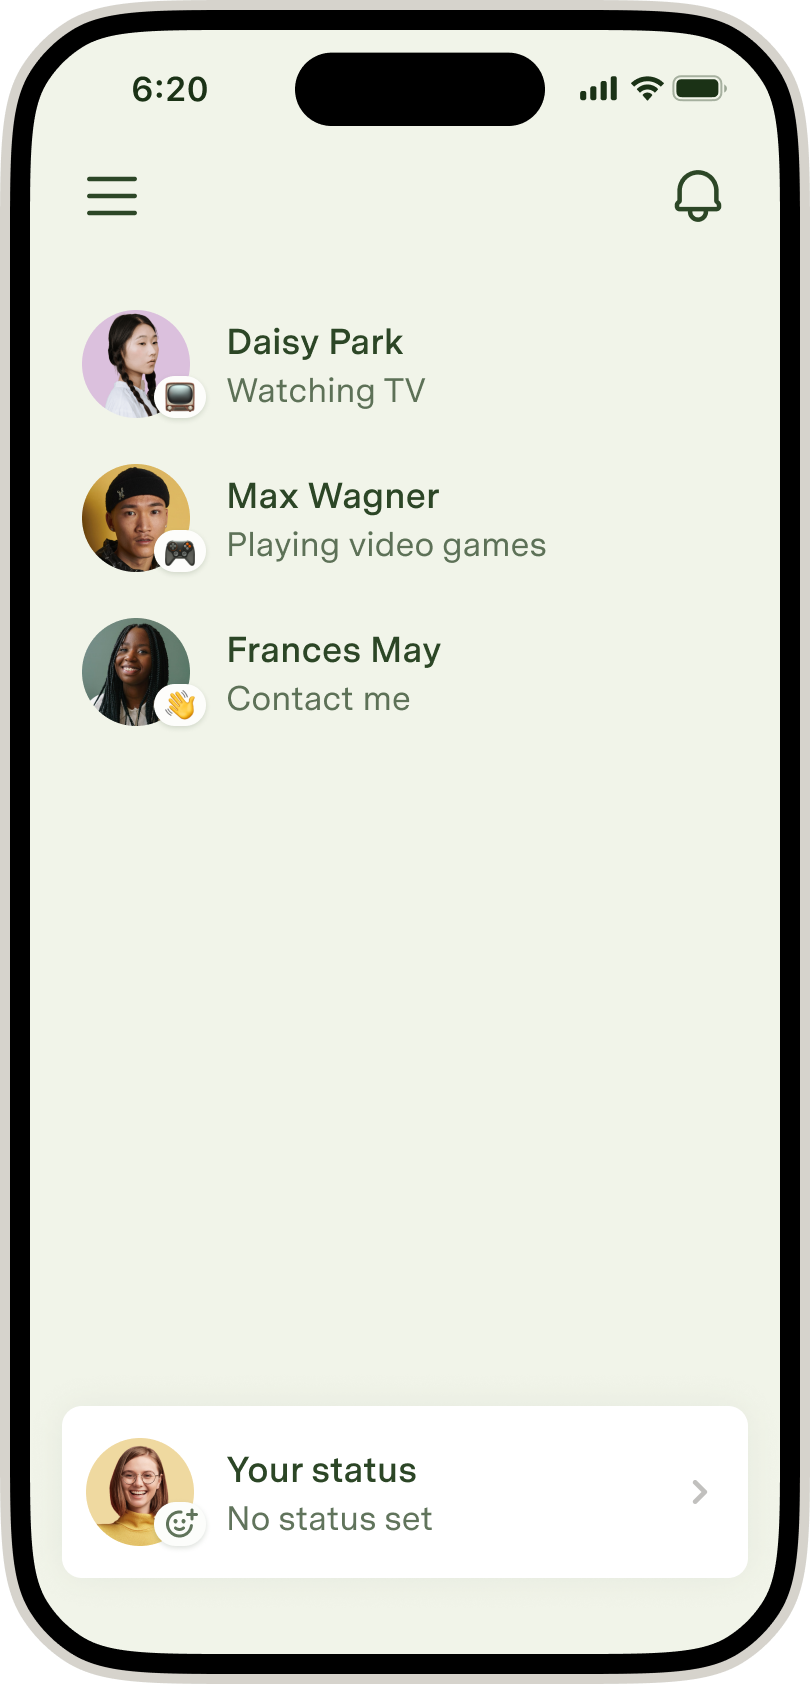 6:20
Daisy Park
Watching TV
Max Wagner
Playing video games
Frances May
Contact me
Your status
No status set